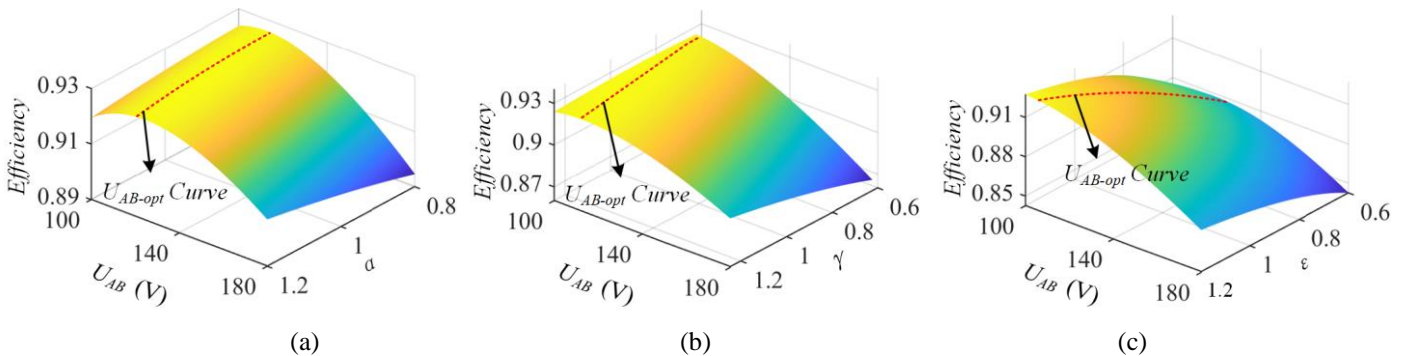 Efficiency
0.93
0.91
0.89
100
140
180
U_AB (V)
0.8
1
1.2
α
U_AB-opt Curve
(a)
Efficiency
0.93
0.9
0.87
100
140
180
U_AB (V)
0.6
0.8
1
1.2
γ
U_AB-opt Curve
(b)
Efficiency
0.91
0.88
0.85
100
140
180
U_AB (V)
0.6
0.8
1
1.2
ε
U_AB-opt Curve
(c)